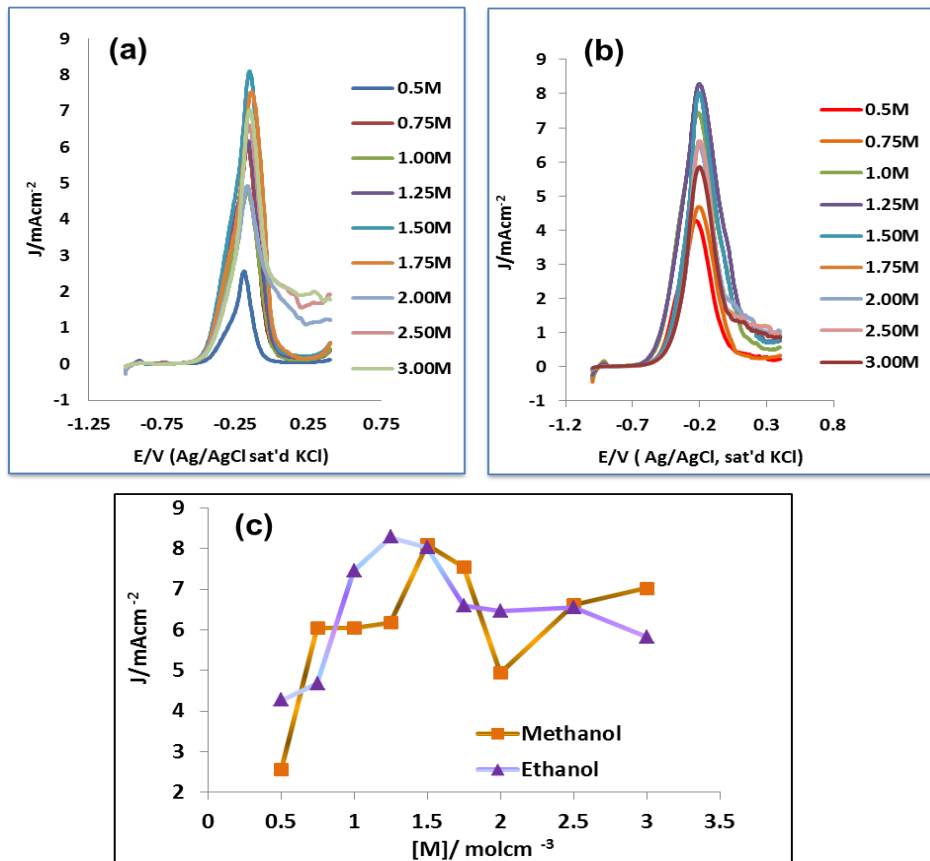 (a)
9
8
7
6
5
4
3
2
1
0
-1
J/mAcm⁻²
-1.25
-0.75
-0.25
0.25
0.75
E/V (Ag/AgCl sat'd KCl)
0.5M
0.75M
1.00M
1.25M
1.50M
1.75M
2.00M
2.50M
3.00M
(b)
9
8
7
6
5
4
3
2
1
0
-1
J/mAcm⁻²
-1.2
-0.7
-0.2
0.3
0.8
E/V ( Ag/AgCl, sat'd KCl)
0.5M
0.75M
1.0M
1.25M
1.50M
1.75M
2.00M
2.50M
3.00M
(c)
9
8
7
6
5
4
3
2
J/mAcm⁻²
Methanol
Ethanol
0
0.5
1
1.5
2
2.5
3
3.5
[M]/ molcm ⁻³